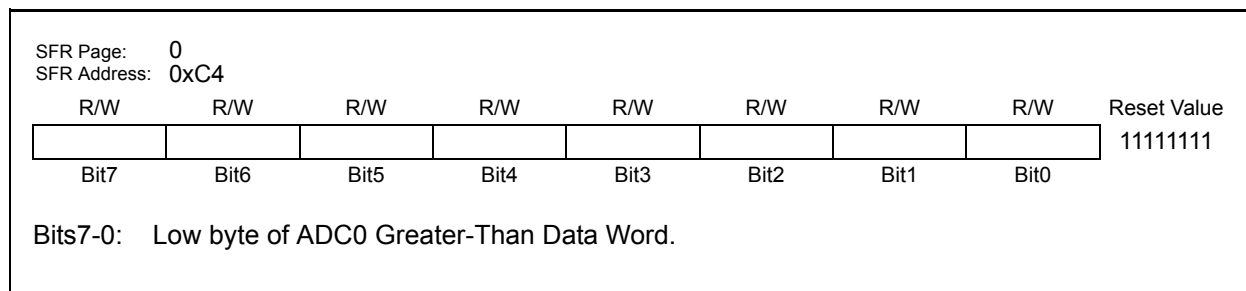 SFR Page: 0
SFR Address: 0xC4
R/W R/W R/W R/W R/W R/W R/W R/W Reset Value
11111111
Bit7 Bit6 Bit5 Bit4 Bit3 Bit2 Bit1 Bit0
Bits7-0: Low byte of ADC0 Greater-Than Data Word.